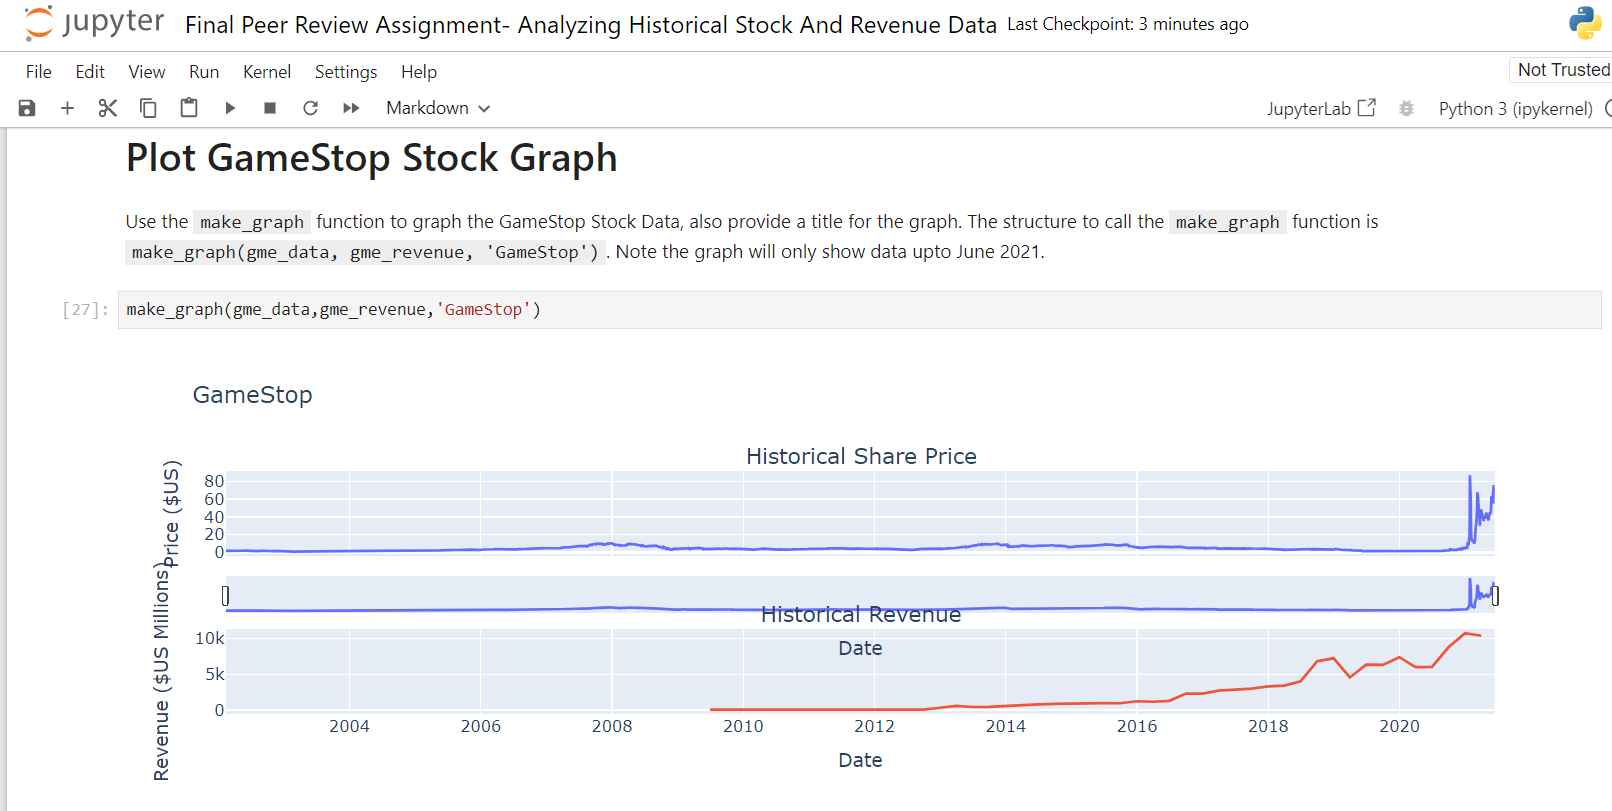 jupyter Final Peer Review Assignment- Analyzing Historical Stock And Revenue Data Last Checkpoint: 3 minutes ago
File Edit View Run Kernel Settings Help
Not Trusted
Markdown
JupyterLab
Python 3 (ipykernel)
Plot GameStop Stock Graph
Use the make_graph function to graph the GameStop Stock Data, also provide a title for the graph. The structure to call the make_graph function is
make_graph(gme_data, gme_revenue, 'GameStop') . Note the graph will only show data upto June 2021.
[27]: make_graph(gme_data,gme_revenue,'GameStop')
GameStop
Historical Share Price
Price ($US)
80
60
40
20
0
Historical Revenue
Date
Revenue ($US Millions)
10k
5k
0
2004 2006 2008 2010 2012 2014 2016 2018 2020
Date